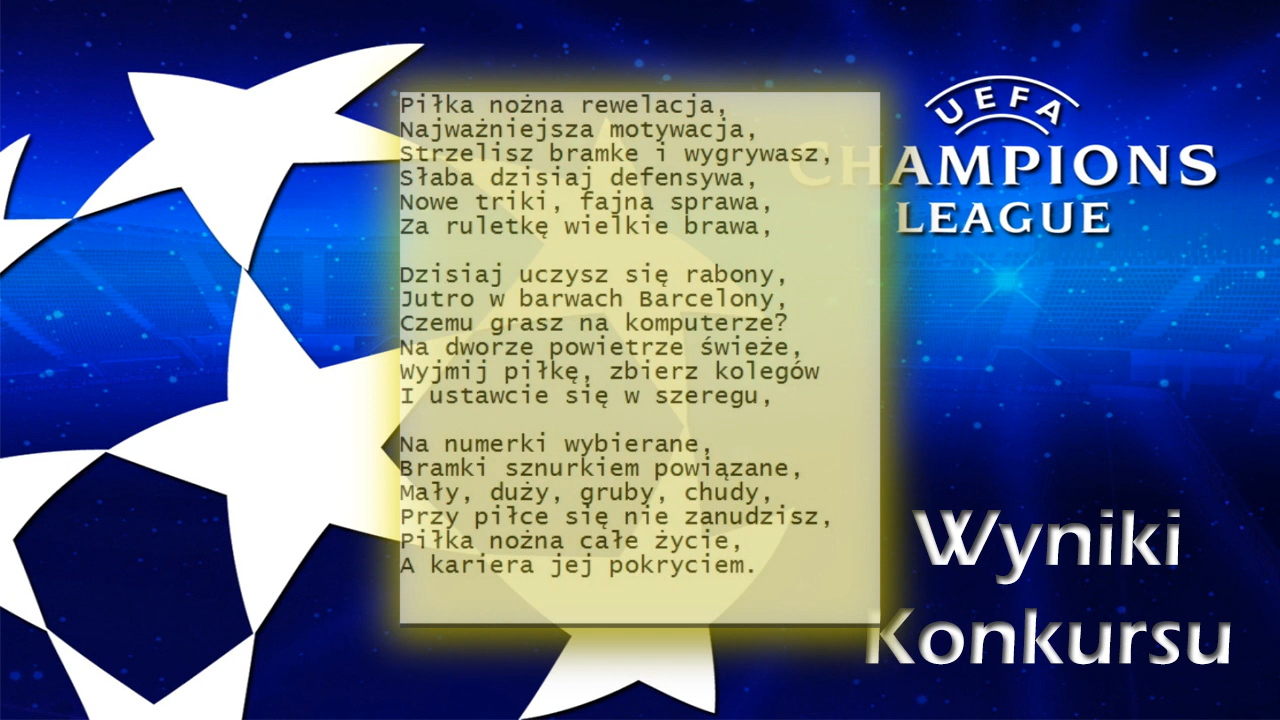 Piłka nożna rewelacja,
Najważniejsza motywacja,
Strzelisz bramke i wygrywasz,
Słaba dzisiaj defensywa,
Nowe triki, fajna sprawa,
Za ruletkę wielkie brawa,
Dzisiaj uczysz się rabony,
Jutro w barwach Barcelony,
Czemu grasz na komputerze?
Na dworze powietrze świeże,
Wyjmij piłkę, zbierz kolegów
I ustawcie się w szeregu,
Na numerki wybierane,
Bramki sznurkiem powiązane,
Mały, duży, gruby, chudy,
Przy piłce się nie zanudzisz,
Piłka nożna całe życie,
A kariera jej pokryciem.
UEFA
CHAMPIONS
LEAGUE
Wyniki
Konkursu